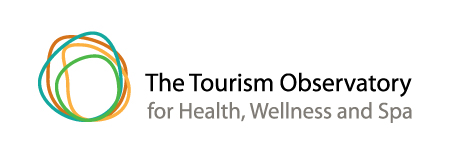 The Tourism Observatory
for Health, Wellness and Spa